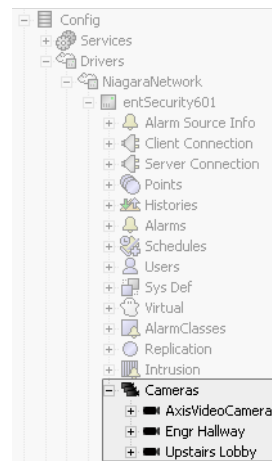 Config
Services
Drivers
NiagaraNetwork
entSecurity601
Alarm Source Info
Client Connection
Server Connection
Points
Histories
Alarms
Schedules
Users
Sys Def
Virtual
AlarmClasses
Replication
Intrusion
Cameras
AxisVideoCamera
Engr Hallway
Upstairs Lobby